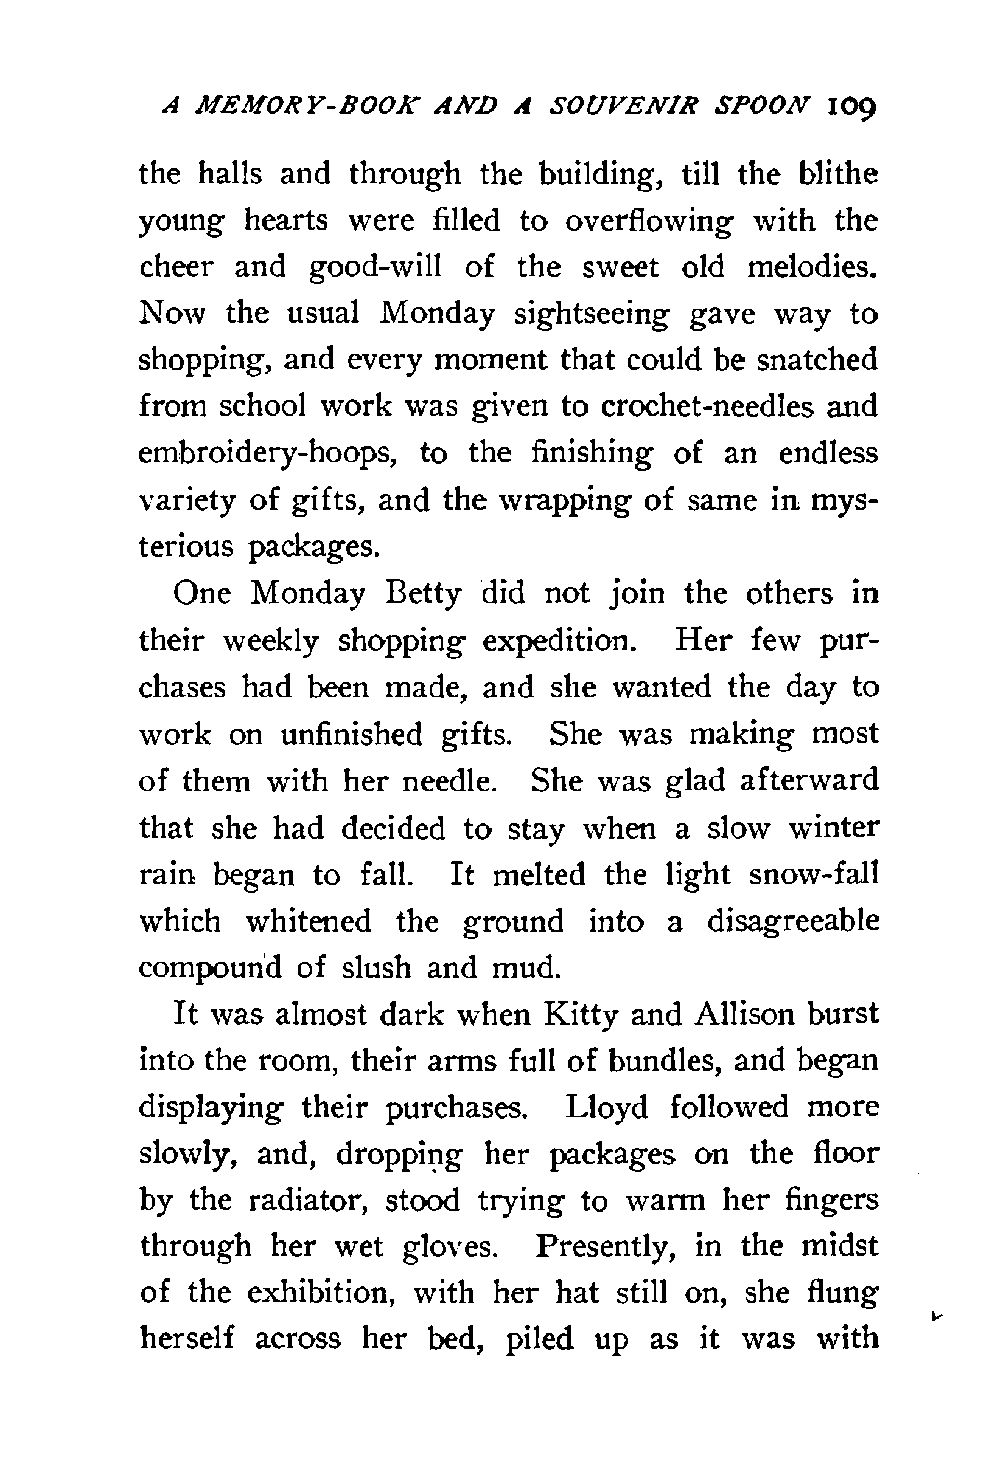 A MEMORY-BOOK AND A SOUVENIR SPOON 109
the halls and through the building, till the blithe
young hearts were filled to overflowing with the
cheer and good-will of the sweet old melodies.
Now the usual Monday sightseeing gave way to
shopping, and every moment that could be snatched
from school work was given to crochet-needles and
embroidery-hoops, to the finishing of an endless
variety of gifts, and the wrapping of same in mys-
terious packages.
One Monday Betty did not join the others in
their weekly shopping expedition. Her few pur-
chases had been made, and she wanted the day to
work on unfinished gifts. She was making most
of them with her needle. She was glad afterward
that she had decided to stay when a slow winter
rain began to fall. It melted the light snow-fall
which whitened the ground into a disagreeable
compound of slush and mud.
It was almost dark when Kitty and Allison burst
into the room, their arms full of bundles, and began
displaying their purchases. Lloyd followed more
slowly, and, dropping her packages on the floor
by the radiator, stood trying to warm her fingers
through her wet gloves. Presently, in the midst
of the exhibition, with her hat still on, she flung
herself across her bed, piled up as it was with